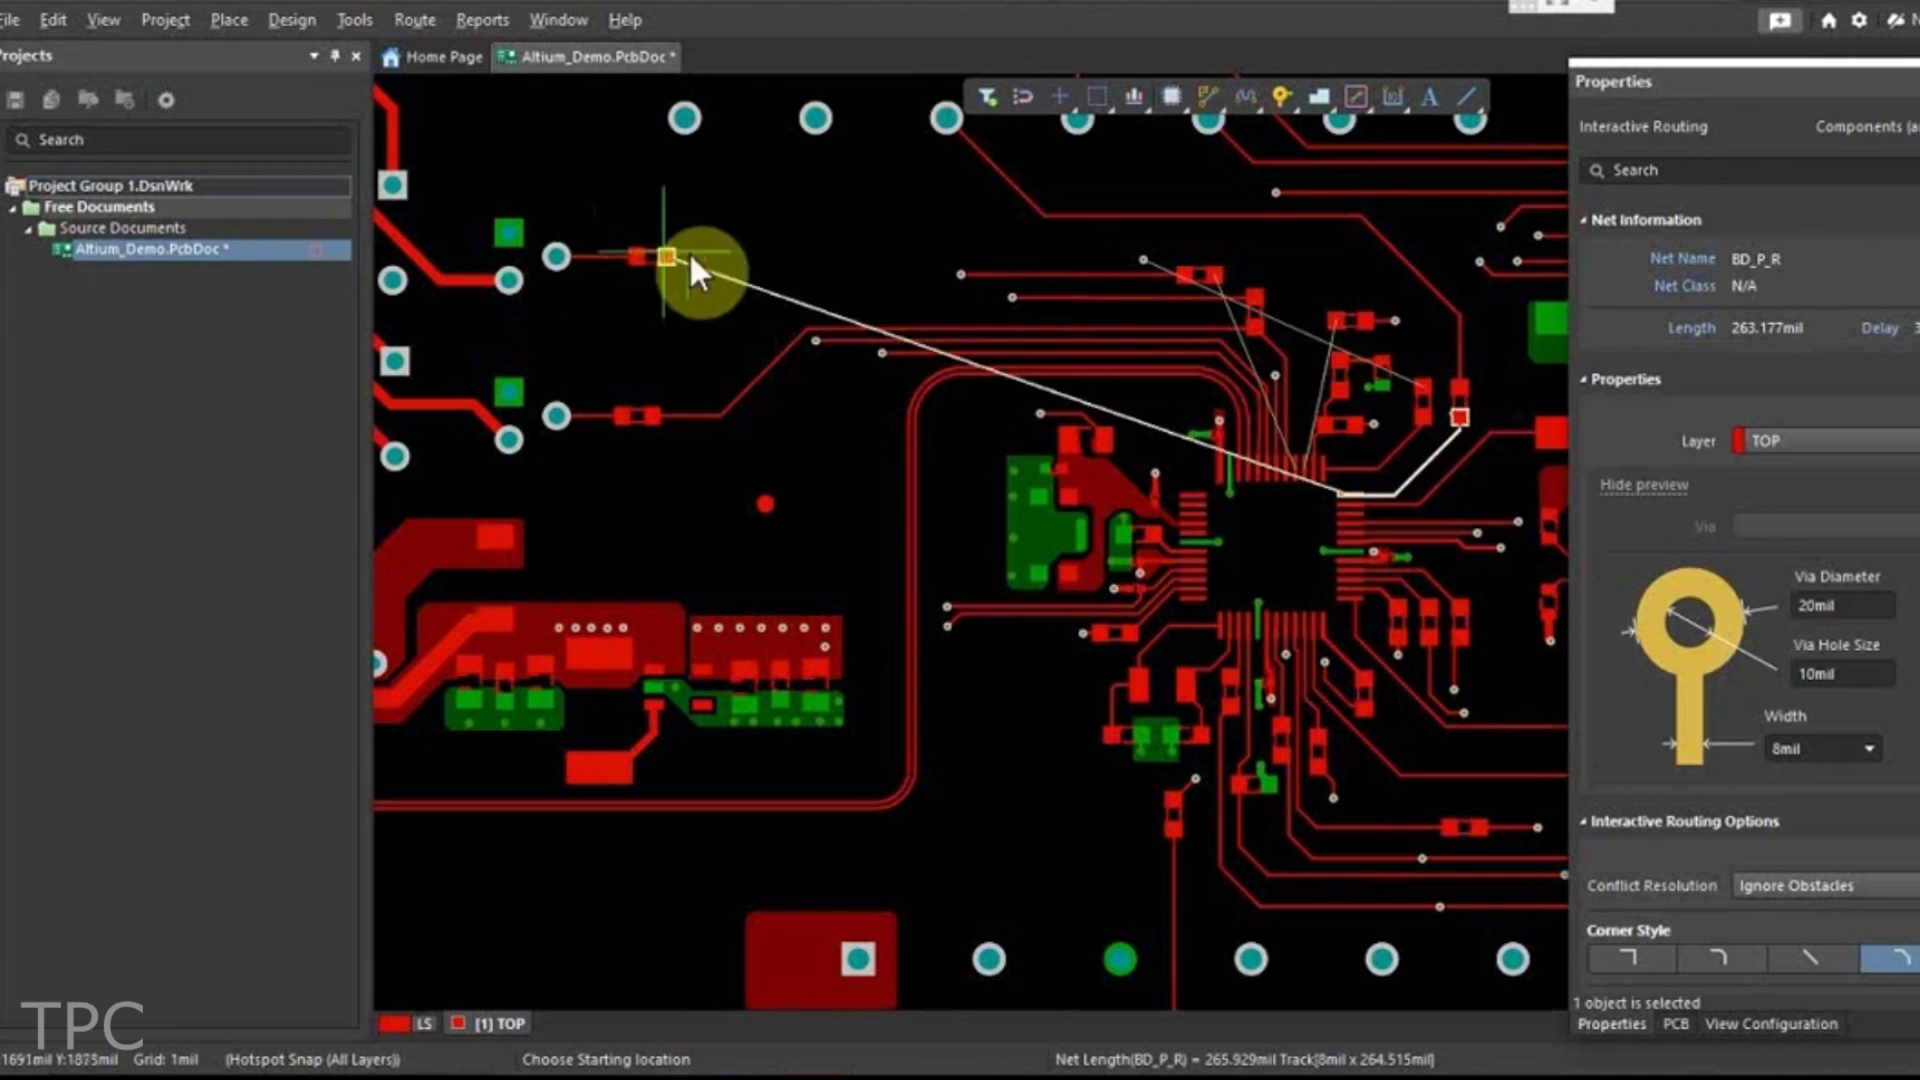 File Edit View Project Place Design Tools Route Reports Window Help
Projects
Home Page
Altium_Demo.PcbDoc *
Search
Project Group 1.DsnWrk
Free Documents
Source Documents
Altium_Demo.PcbDoc *
Properties
Interactive Routing
Components (a
Search
Net Information
Net Name BD_P_R
Net Class N/A
Length 263.177mil Delay 3
Properties
Layer TOP
Hide preview
Via
Via Diameter
20mil
Via Hole Size
10mil
Width
8mil
Interactive Routing Options
Conflict Resolution Ignore Obstacles
Corner Style
1 object is selected
Properties PCB View Configuration
LS [1] TOP
TPC
1691mil Y:1875mil Grid: 1mil (Hotspot Snap (All Layers)) Choose Starting location Net Length(BD_P_R) = 265.929mil Track[8mil x 264.515mil]